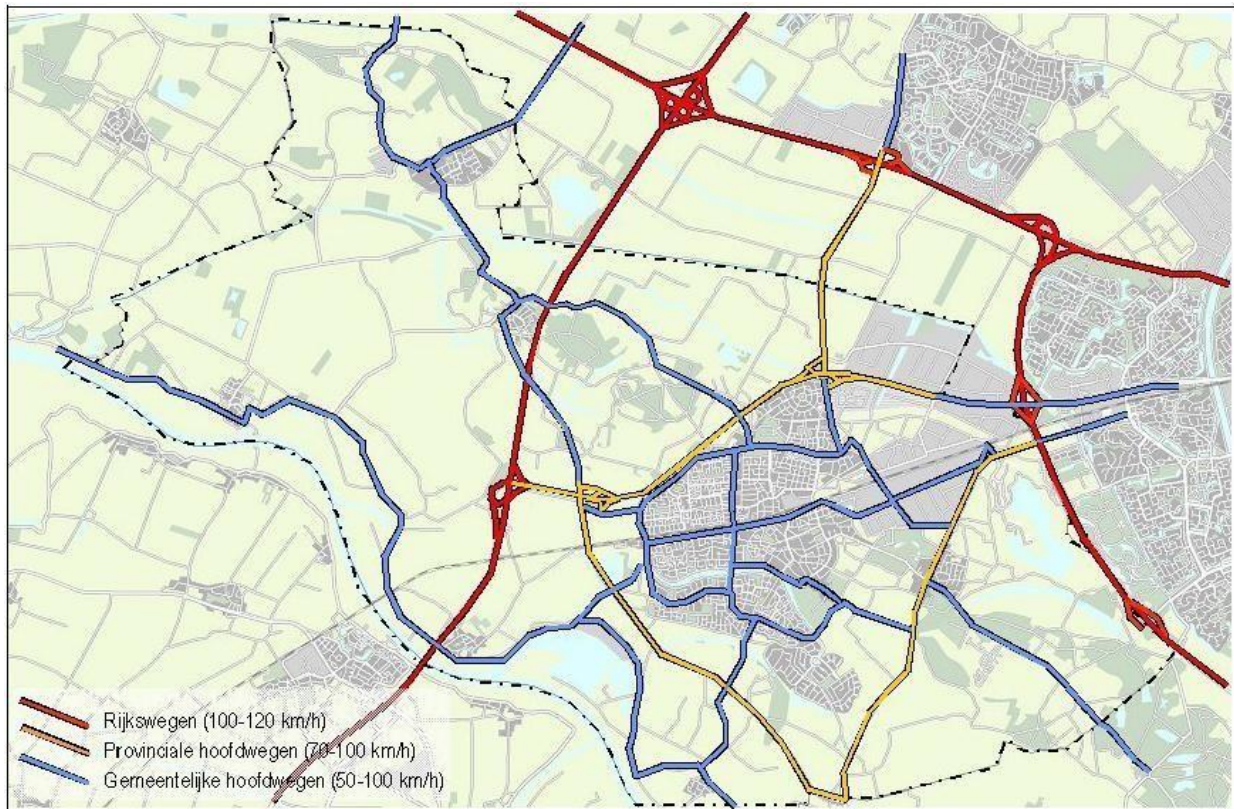 Rijkswegen (100-120 km/h)
Provinciale hoofdwegen (70-100 km/h)
Gemeentelijke hoofdwegen (50-100 km/h)